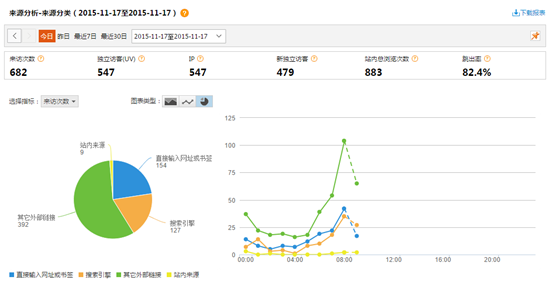 来源分析-来源分类（2015-11-17至2015-11-17）
下载报表
今日 昨日 最近7日 最近30日 2015-11-17至2015-11-17
来访次数 独立访客(UV) IP 新独立访客 站内总浏览次数 跳出率
682 547 547 479 883 82.4%
选择指标： 来访次数 图表类型：
站内来源
9
直接输入网址或书签
154
其它外部链接
392
搜索引擎
127
125
100
75
50
25
0
00:00 04:00 08:00 12:00 16:00 20:00
直接输入网址或书签 搜索引擎 其它外部链接 站内来源